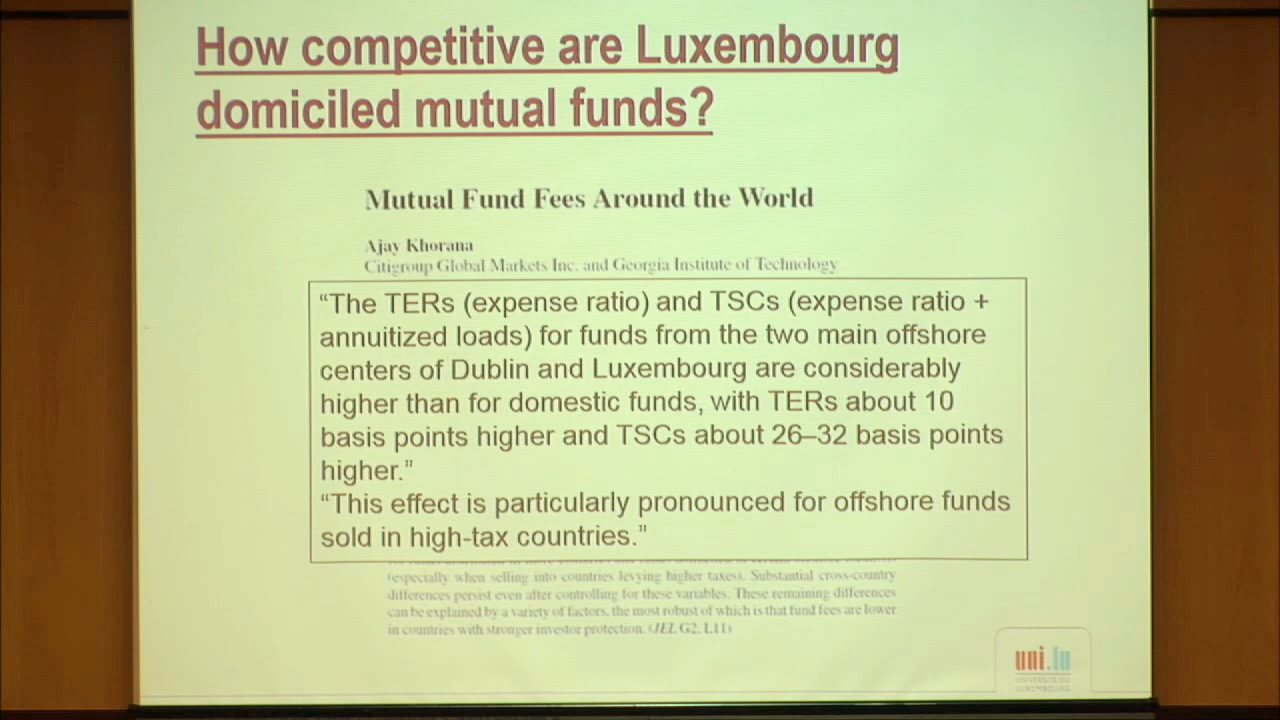 How competitive are Luxembourg
domiciled mutual funds?
Mutual Fund Fees Around the World
Ajay Khorana
Citigroup Global Markets Inc. and Georgia Institute of Technology
“The TERs (expense ratio) and TSCs (expense ratio +
annuitized loads) for funds from the two main offshore
centers of Dublin and Luxembourg are considerably
higher than for domestic funds, with TERs about 10
basis points higher and TSCs about 26–32 basis points
higher.”
“This effect is particularly pronounced for offshore funds
sold in high-tax countries.”
(especially when selling into countries levying higher taxes). Substantial cross-country
differences persist even after controlling for these variables. These remaining differences
can be explained by a variety of factors, the most robust of which is that fund fees are lower
in countries with stronger investor protection. (JEL G2, L11)
uni.lu
UNIVERSITÉ DU
LUXEMBOURG